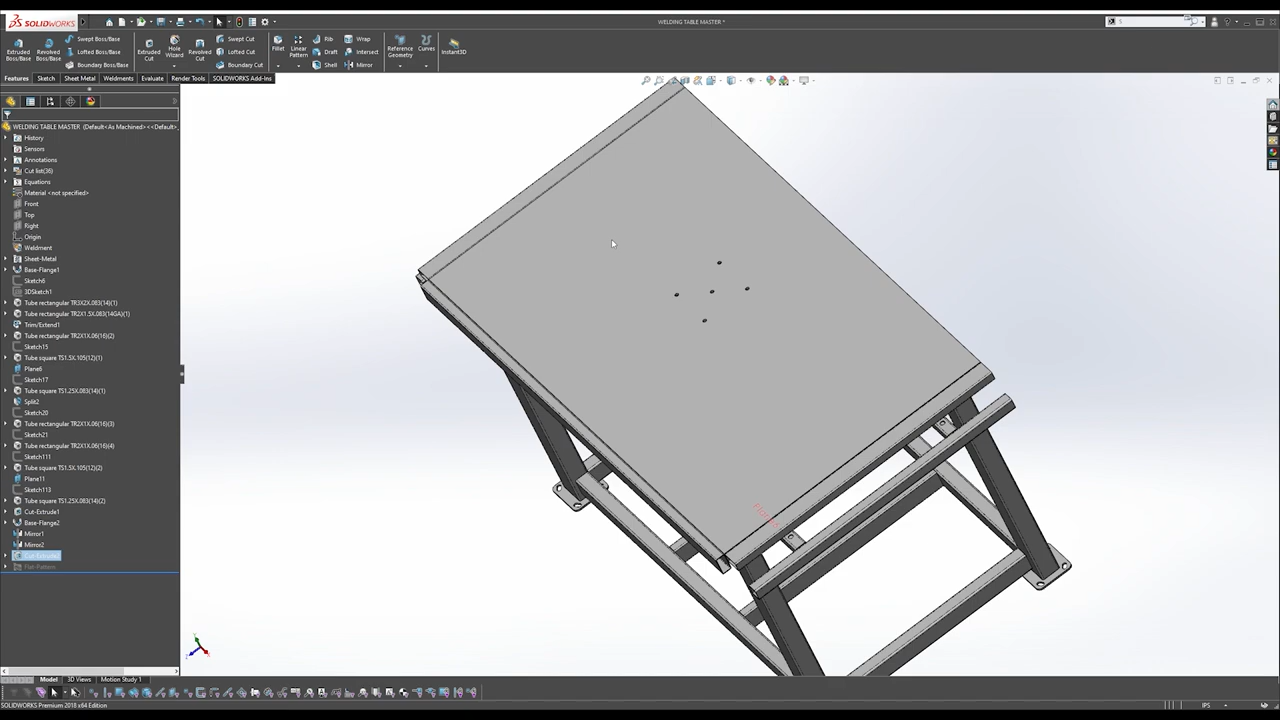 SOLIDWORKS
WELDING TABLE MASTER *
S
Extruded Boss/Base
Revolved Boss/Base
Swept Boss/Base
Lofted Boss/Base
Boundary Boss/Base
Extruded Cut
Hole Wizard
Revolved Cut
Swept Cut
Lofted Cut
Boundary Cut
Fillet
Linear Pattern
Rib
Draft
Shell
Wrap
Intersect
Mirror
Reference Geometry
Curves
Instant3D
Features Sketch Sheet Metal Weldments Evaluate Render Tools SOLIDWORKS Add-Ins
WELDING TABLE MASTER (Default<As Machined><<Default>_
History
Sensors
Annotations
Cut list(36)
Equations
Material <not specified>
Front
Top
Right
Origin
Weldment
Sheet-Metal
Base-Flange1
Sketch6
3DSketch1
Tube rectangular TR3X2X.083(14)(1)
Tube rectangular TR2X1.5X.083(14GA)(1)
Trim/Extend1
Tube rectangular TR2X1X.06(16)(2)
Sketch15
Tube square TS1.5X.105(12)(1)
Plane6
Sketch17
Tube square TS1.25X.083(14)(1)
Split2
Sketch20
Tube rectangular TR2X1X.06(16)(3)
Sketch21
Tube rectangular TR2X1X.06(16)(4)
Sketch111
Tube square TS1.5X.105(12)(2)
Plane11
Sketch113
Tube square TS1.25X.083(14)(2)
Cut-Extrude1
Base-Flange2
Mirror1
Mirror2
Flat-Pattern
Model 3D Views Motion Study 1
SOLIDWORKS Premium 2018 x64 Edition
IPS